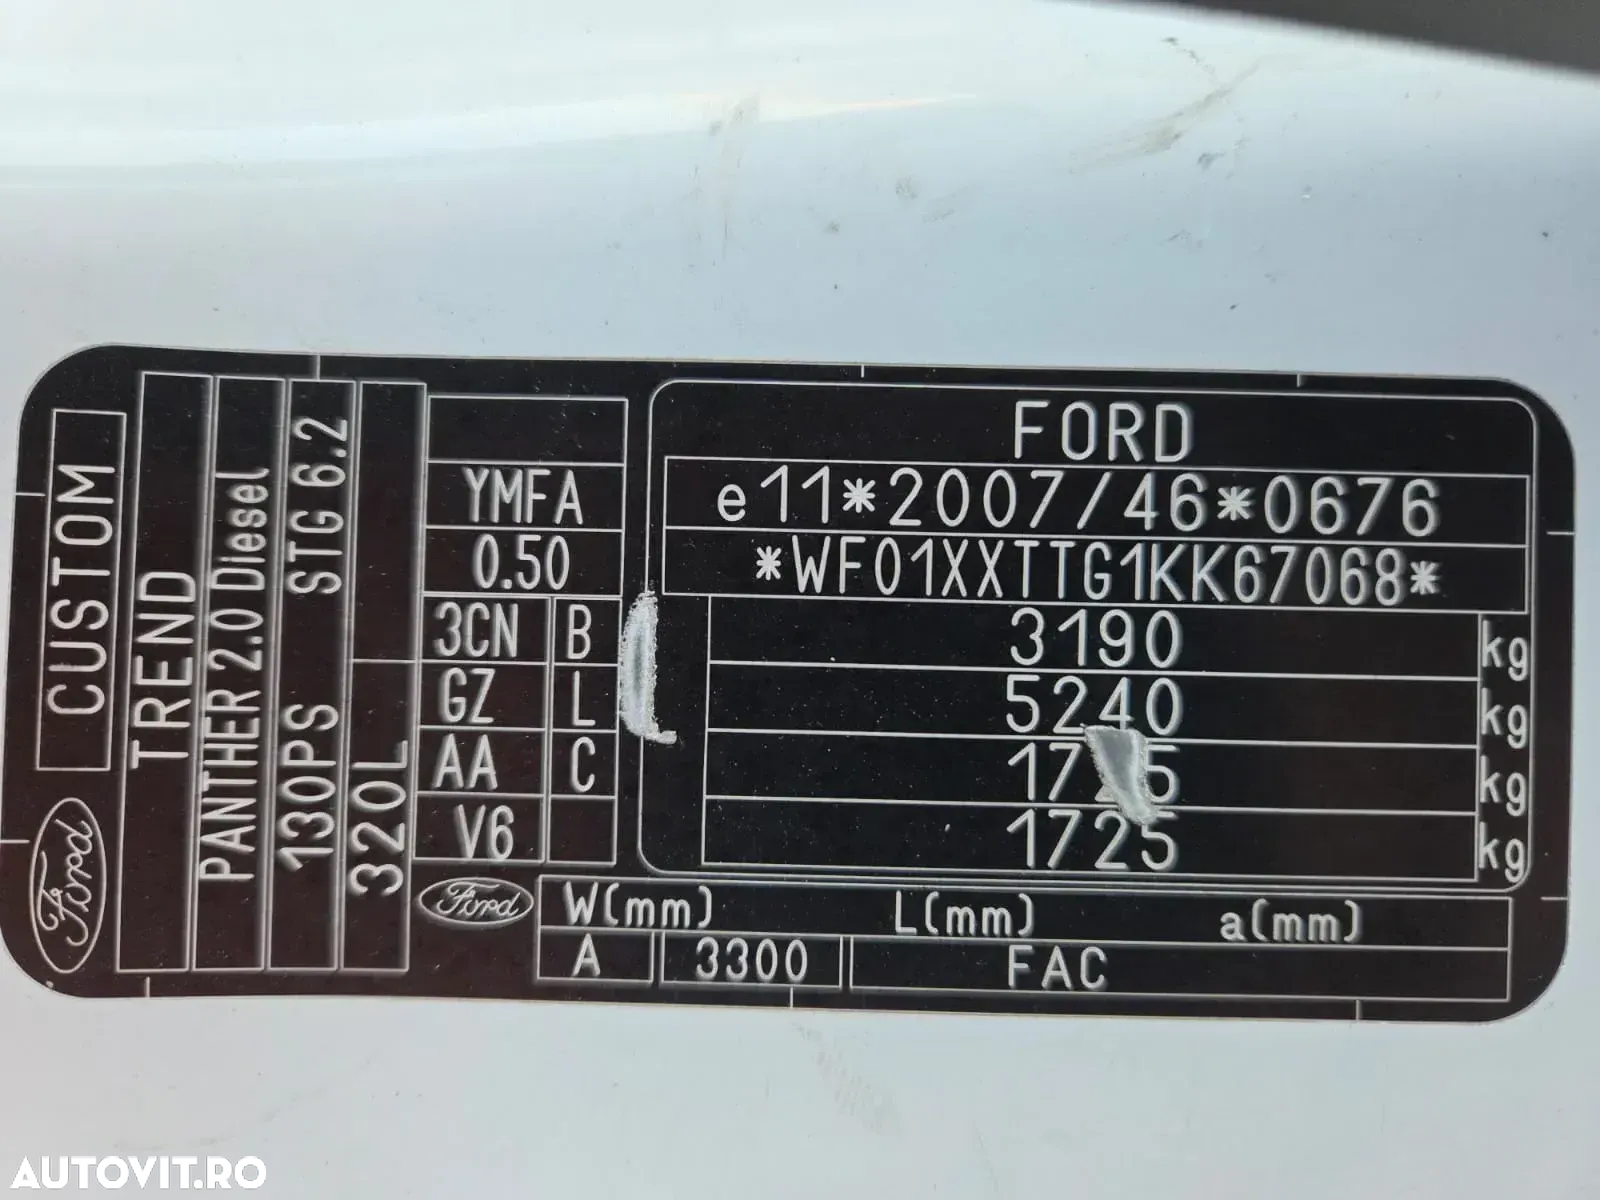 FORD
e11*2007/46*0676
*WF01XXTTG1KK67068*
3190 kg
5240 kg
17 5 kg
1725 kg
YMFA
0.50
3CN B
GZ L
AA C
V6
Ford
W(mm) L(mm) a(mm)
A 3300 FAC
Ford CUSTOM
TREND
PANTHER 2.0 Diesel
130PS STG 6.2
320L
AUTOVIT.RO